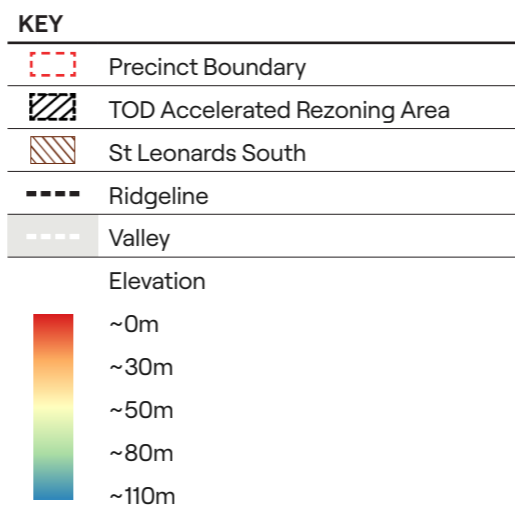 KEY
Precinct Boundary
TOD Accelerated Rezoning Area
St Leonards South
Ridgeline
Valley
Elevation
~0m
~30m
~50m
~80m
~110m